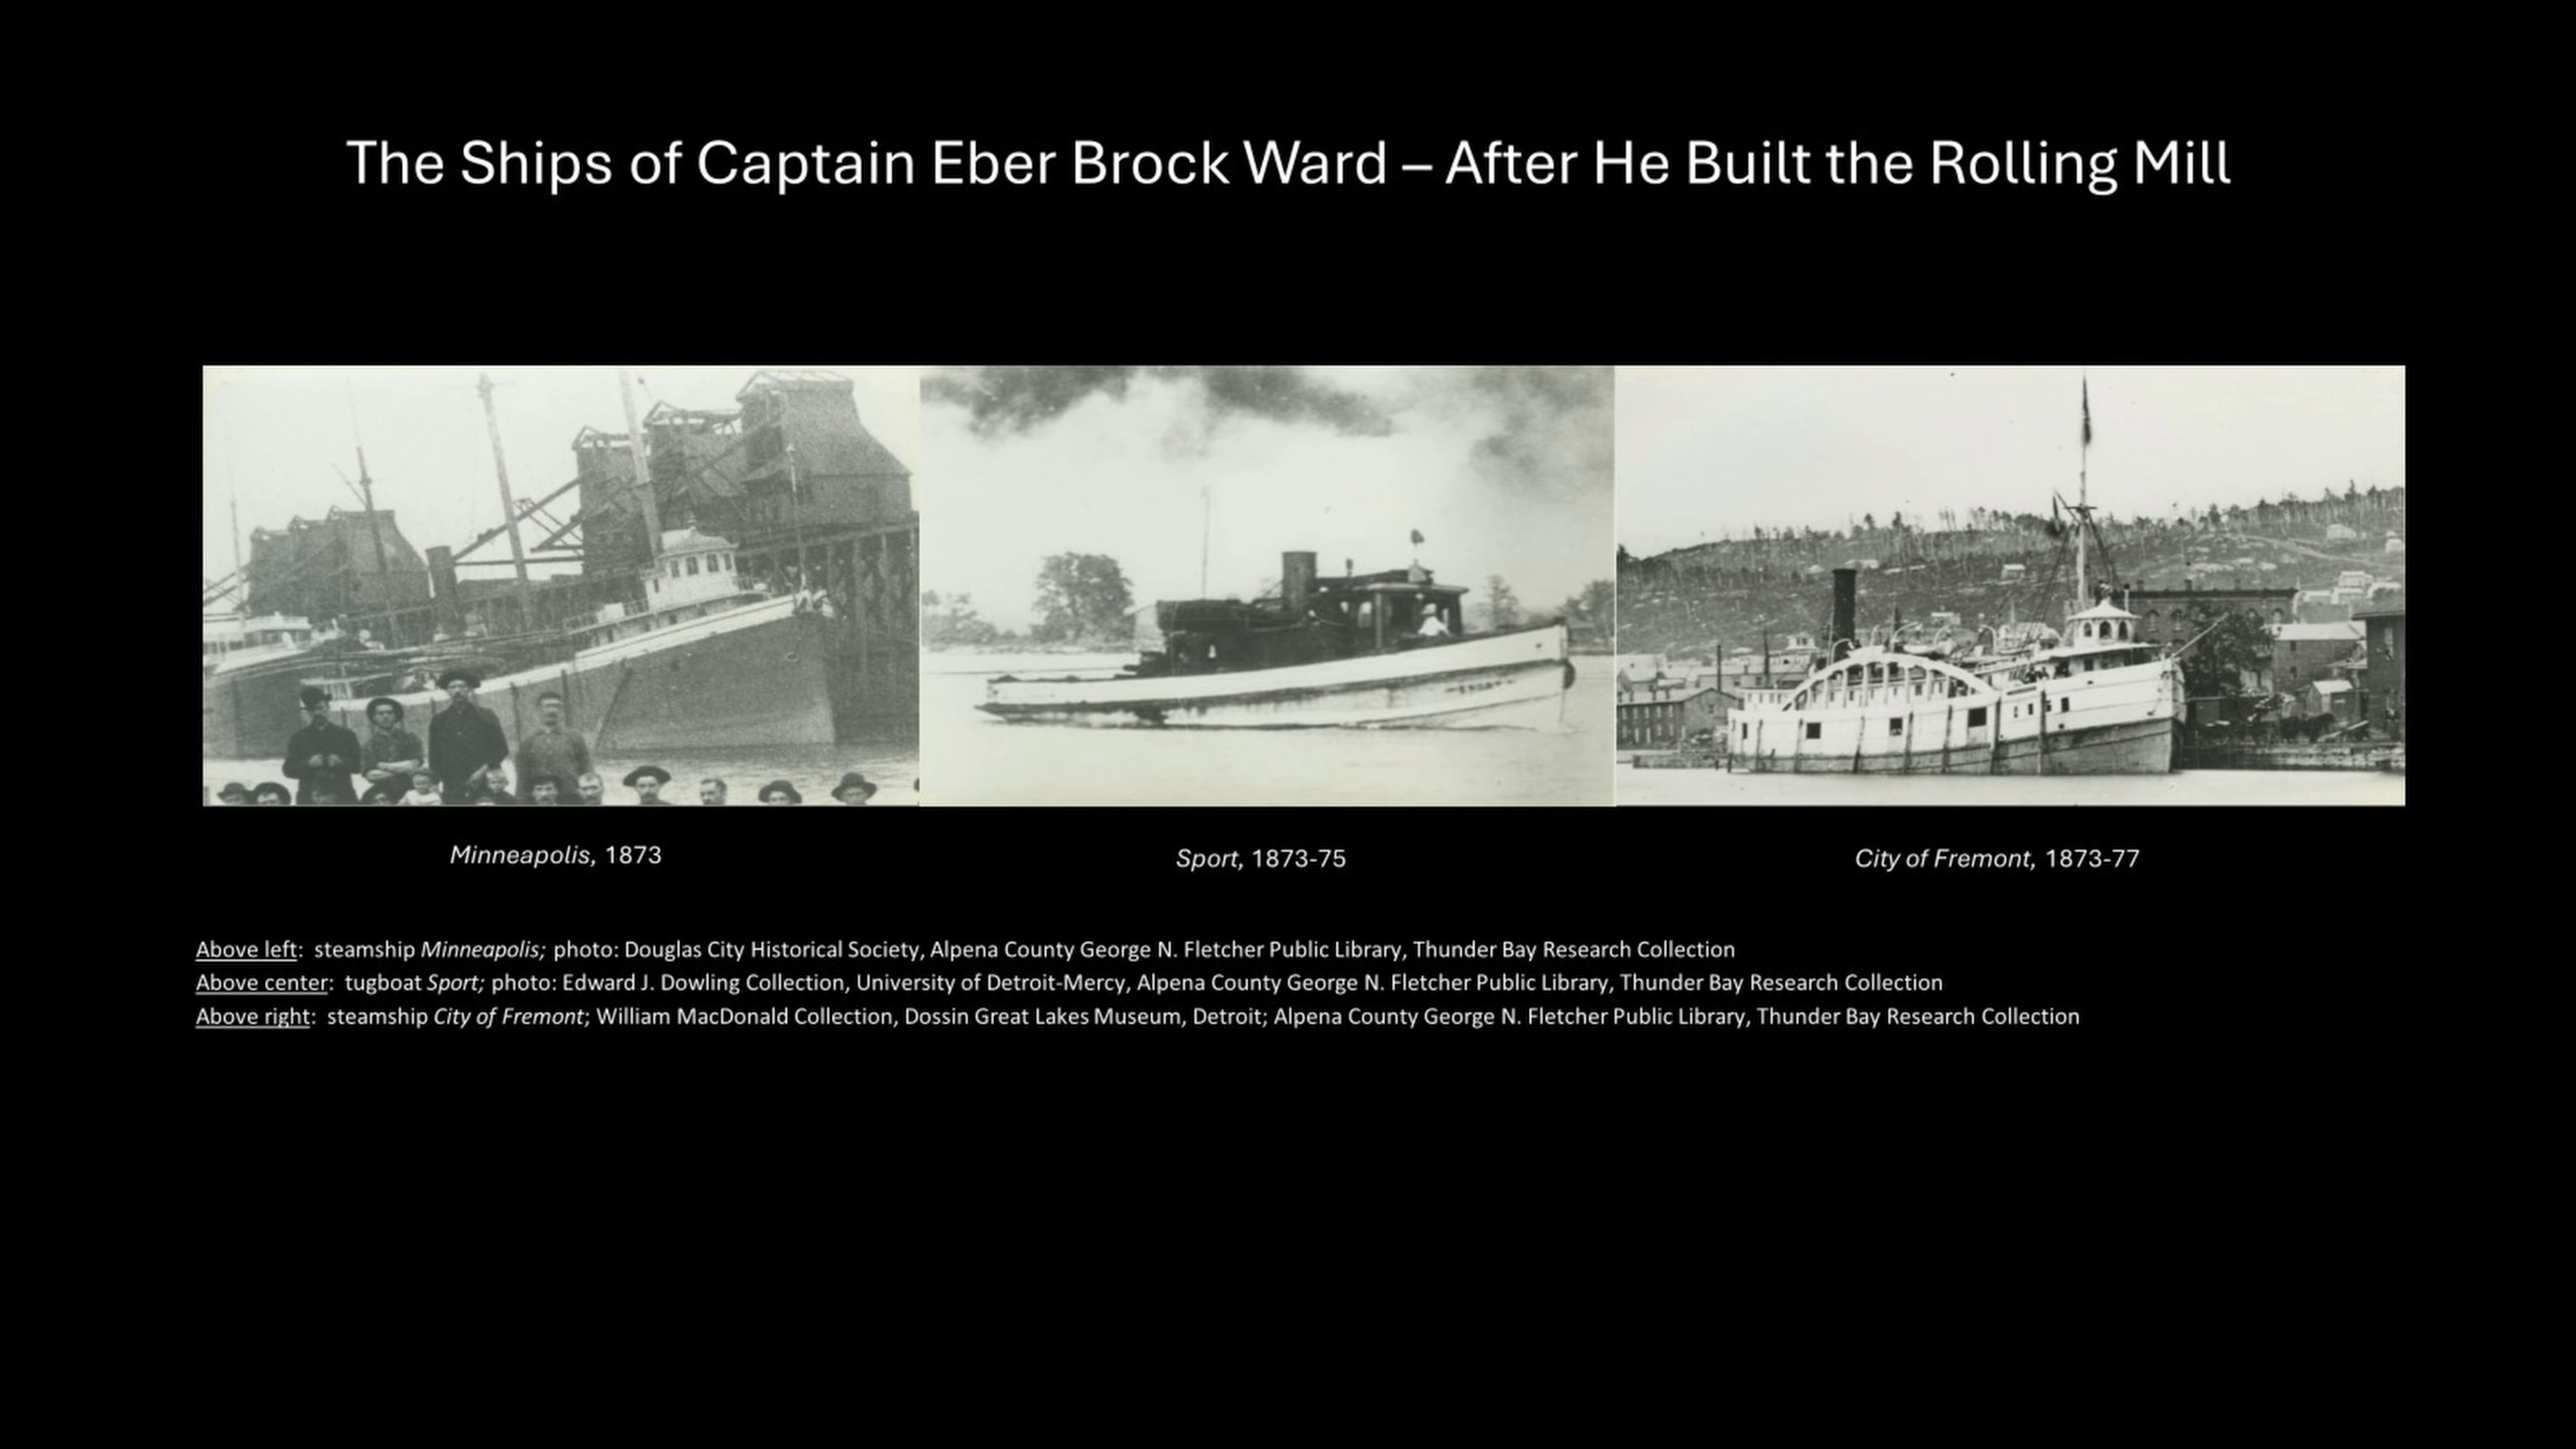 The Ships of Captain Eber Brock Ward – After He Built the Rolling Mill
Minneapolis, 1873
Sport, 1873-75
City of Fremont, 1873-77
Above left: steamship Minneapolis; photo: Douglas City Historical Society, Alpena County George N. Fletcher Public Library, Thunder Bay Research Collection
Above center: tugboat Sport; photo: Edward J. Dowling Collection, University of Detroit-Mercy, Alpena County George N. Fletcher Public Library, Thunder Bay Research Collection
Above right: steamship City of Fremont; William MacDonald Collection, Dossin Great Lakes Museum, Detroit; Alpena County George N. Fletcher Public Library, Thunder Bay Research Collection